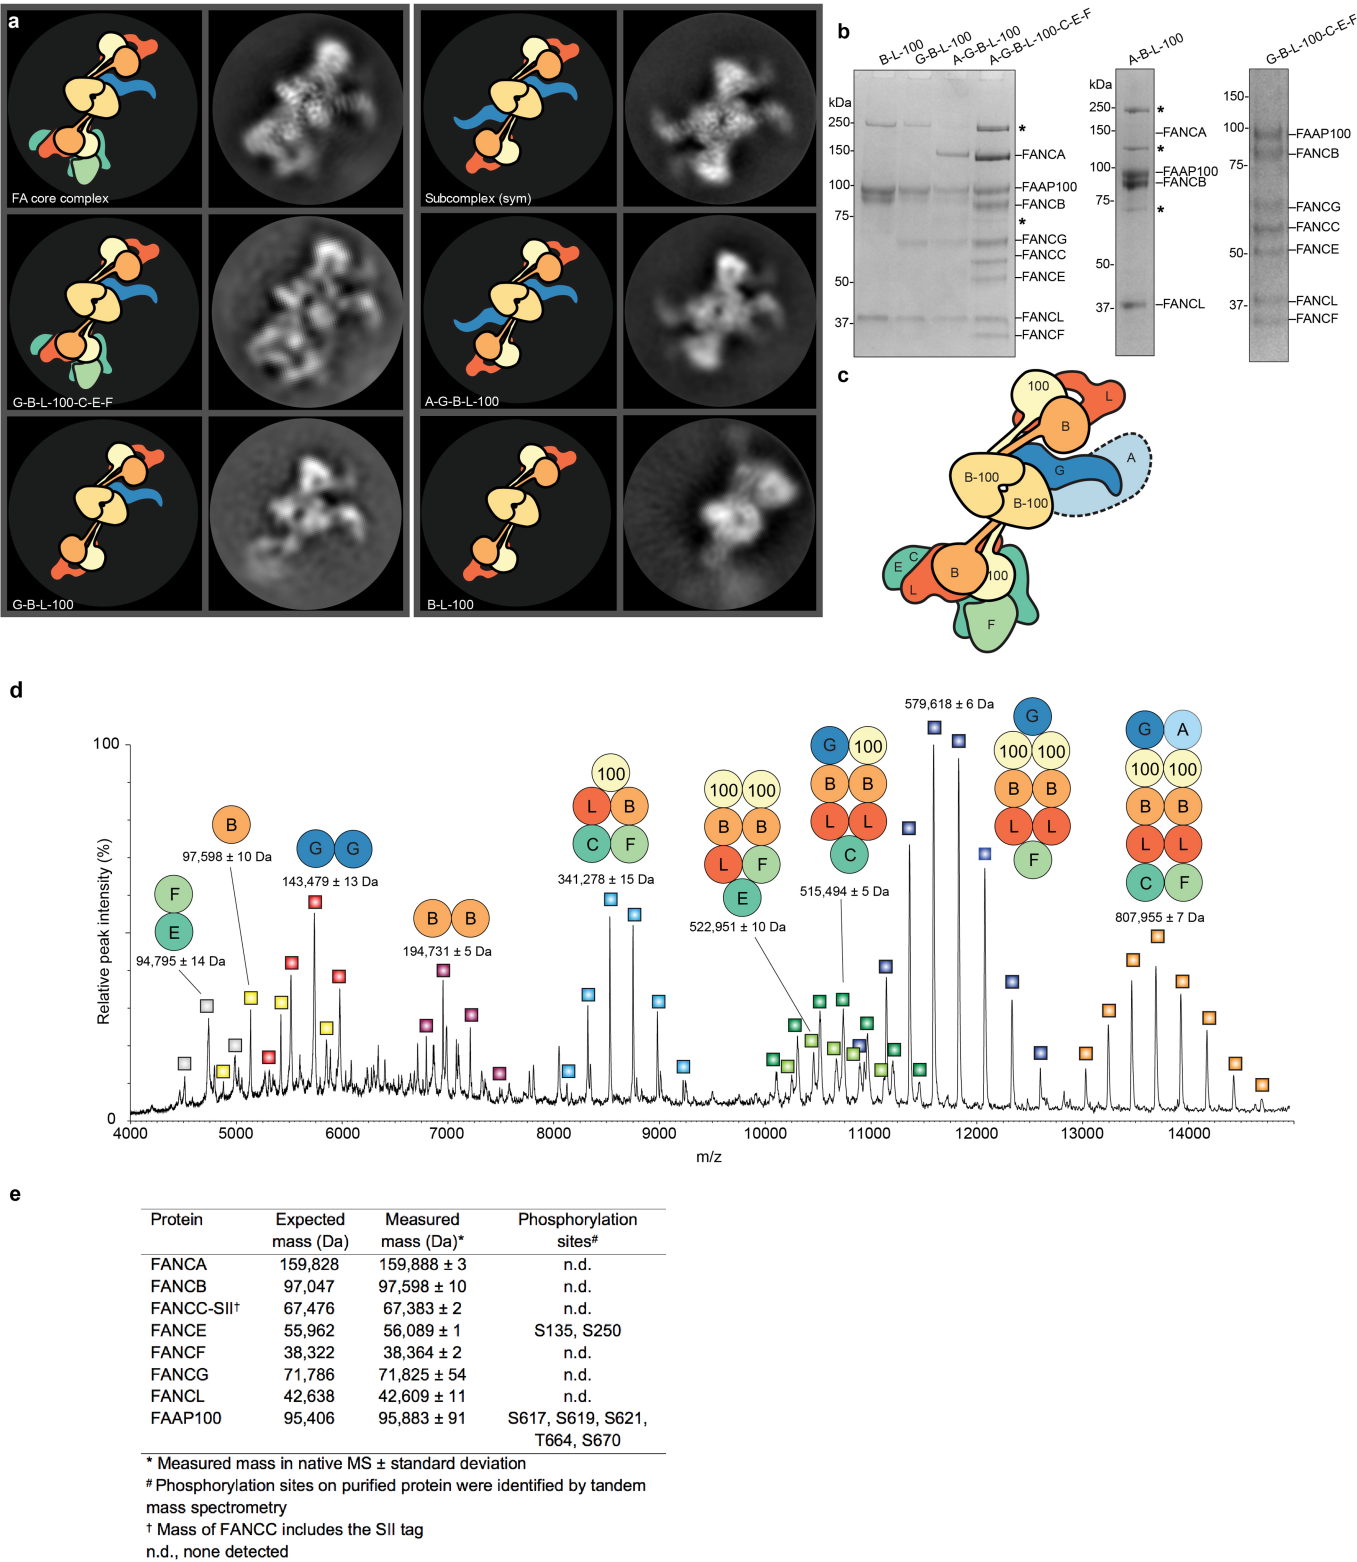 a
FA core complex
Subcomplex (sym)
G-B-L-100-C-E-F
A-G-B-L-100
G-B-L-100
B-L-100
b
B-L-100
G-B-L-100
A-G-B-L-100
A-G-B-L-100-C-E-F
kDa
250-
150-
100-
75-
50-
37-
*
FANCA
FAAP100
FANCB
*
FANCG
FANCC
FANCE
FANCL
FANCF
A-B-L-100
kDa
250-
150-
100-
75-
50-
37-
*
FANCA
*
FAAP100
FANCB
*
FANCL
G-B-L-100-C-E-F
150-
100-
75-
50-
37-
FAAP100
FANCB
FANCG
FANCC
FANCE
FANCL
FANCF
c
100
L
B
A
G
B-100
B-100
C
E
B
100
L
F
d
Relative peak intensity (%)
100
0
F
E
94,795 ± 14 Da
B
97,598 ± 10 Da
G G
143,479 ± 13 Da
B B
194,731 ± 5 Da
100
L B
C F
341,278 ± 15 Da
100 100
B B
L F
E
522,951 ± 10 Da
G 100
B B
L L
C
515,494 ± 5 Da
579,618 ± 6 Da
G
100 100
B B
L L
F
G A
100 100
B B
L L
C F
807,955 ± 7 Da
4000 5000 6000 7000 8000 9000 10000 11000 12000 13000 14000
m/z
e
Protein Expected mass (Da) Measured mass (Da)* Phosphorylation sites#
FANCA 159,828 159,888 ± 3 n.d.
FANCB 97,047 97,598 ± 10 n.d.
FANCC-SII† 67,476 67,383 ± 2 n.d.
FANCE 55,962 56,089 ± 1 S135, S250
FANCF 38,322 38,364 ± 2 n.d.
FANCG 71,786 71,825 ± 54 n.d.
FANCL 42,638 42,609 ± 11 n.d.
FAAP100 95,406 95,883 ± 91 S617, S619, S621,
T664, S670
* Measured mass in native MS ± standard deviation
# Phosphorylation sites on purified protein were identified by tandem
mass spectrometry
† Mass of FANCC includes the SII tag
n.d., none detected